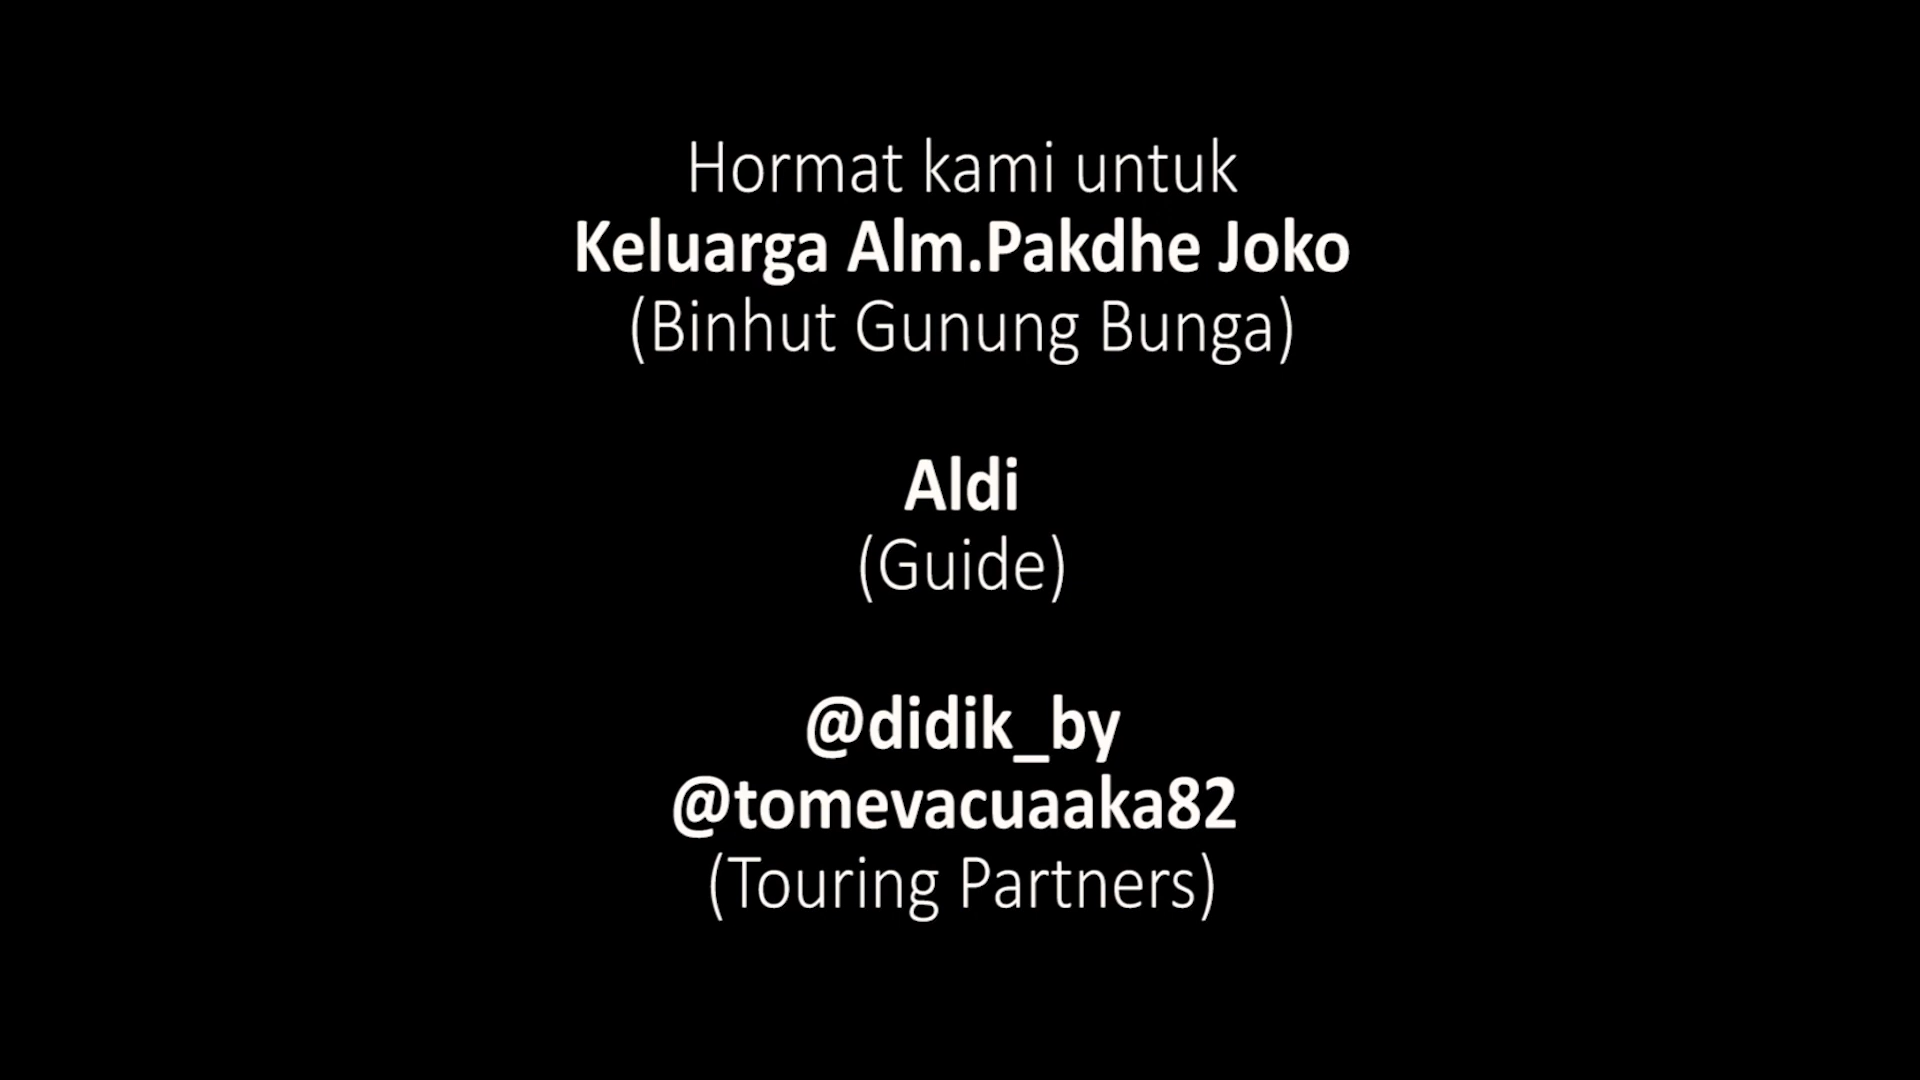 Hormat kami untuk
Keluarga Alm.Pakdhe Joko
(Binhut Gunung Bunga)
Aldi
(Guide)
@didik_by
@tomevacuaaka82
(Touring Partners)